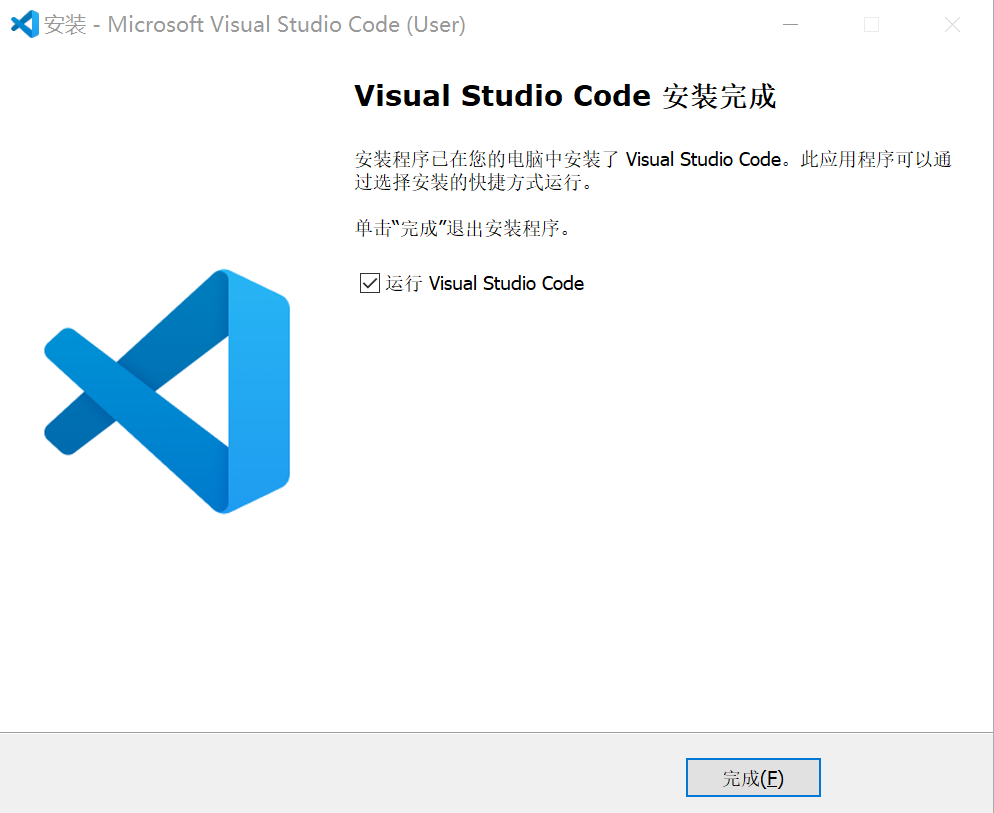 安装 - Microsoft Visual Studio Code (User)
Visual Studio Code 安装完成
安装程序已在您的电脑中安装了 Visual Studio Code。此应用程序可以通
过选择安装的快捷方式运行。
单击“完成”退出安装程序。
运行 Visual Studio Code
完成(F)